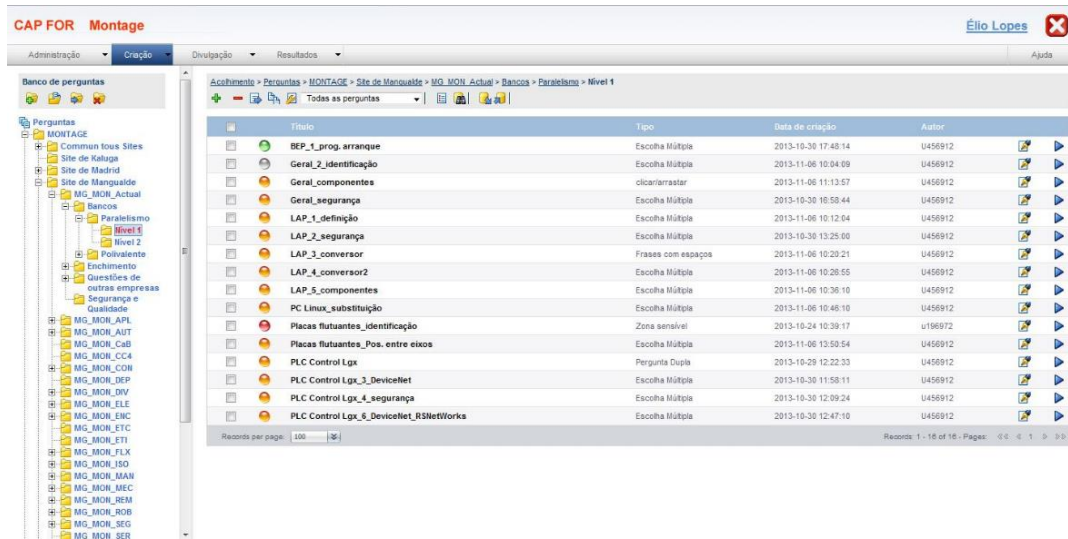 CAP FOR Montage
Élio Lopes
Administração Criação Divulgação Resultados Ajuda
Banco de perguntas
Perguntas
MONTAGE
Commun tous Sites
Site de Kaluga
Site de Madrid
Site de Mangualde
MG_MON_Actual
Bancos
Paralelismo
Nível 1
Nível 2
Polivalente
Enchimento
Questões de
outras empresas
Segurança e
Qualidade
MG_MON_APL
MG_MON_AUT
MG_MON_CaB
MG_MON_CC4
MG_MON_CON
MG_MON_DEP
MG_MON_DIV
MG_MON_ELE
MG_MON_ENC
MG_MON_ETC
MG_MON_ETI
MG_MON_FLX
MG_MON_ISO
MG_MON_MAN
MG_MON_MEC
MG_MON_REM
MG_MON_ROB
MG_MON_SEG
MG_MON_SER
Acolhimento > Perguntas > MONTAGE > Site de Mangualde > MG_MON_Actual > Bancos > Paralelismo > Nível 1
Todas as perguntas
Título Tipo Data de criação Autor
BEP_1_prog. arranque Escolha Múltipla 2013-10-30 17:48:14 U456912
Geral_2_identificação Escolha Múltipla 2013-11-06 10:04:09 U456912
Geral_componentes clicar/arrastar 2013-11-06 11:13:57 U456912
Geral_segurança Escolha Múltipla 2013-10-30 16:58:44 U456912
LAP_1_definição Escolha Múltipla 2013-11-06 10:12:04 U456912
LAP_2_segurança Escolha Múltipla 2013-10-30 13:25:00 U456912
LAP_3_conversor Frases com espaços 2013-11-06 10:20:21 U456912
LAP_4_conversor2 Escolha Múltipla 2013-11-06 10:26:55 U456912
LAP_5_componentes Escolha Múltipla 2013-11-06 10:36:10 U456912
PC Linux_substituição Escolha Múltipla 2013-11-06 10:46:10 U456912
Placas flutuantes_identificação Zona sensível 2013-10-24 10:39:17 u196972
Placas flutuantes_Pos. entre eixos Escolha Múltipla 2013-11-06 13:50:54 U456912
PLC Control Lgx Pergunta Dupla 2013-10-29 12:22:33 U456912
PLC Control Lgx_3_DeviceNet Escolha Múltipla 2013-10-30 11:58:11 U456912
PLC Control Lgx_4_segurança Escolha Múltipla 2013-10-30 12:09:24 U456912
PLC Control Lgx_6_DeviceNet_RSNetWorks Escolha Múltipla 2013-10-30 12:47:10 U456912
Records per page: 100 Records: 1 - 16 of 16 - Pages: 1